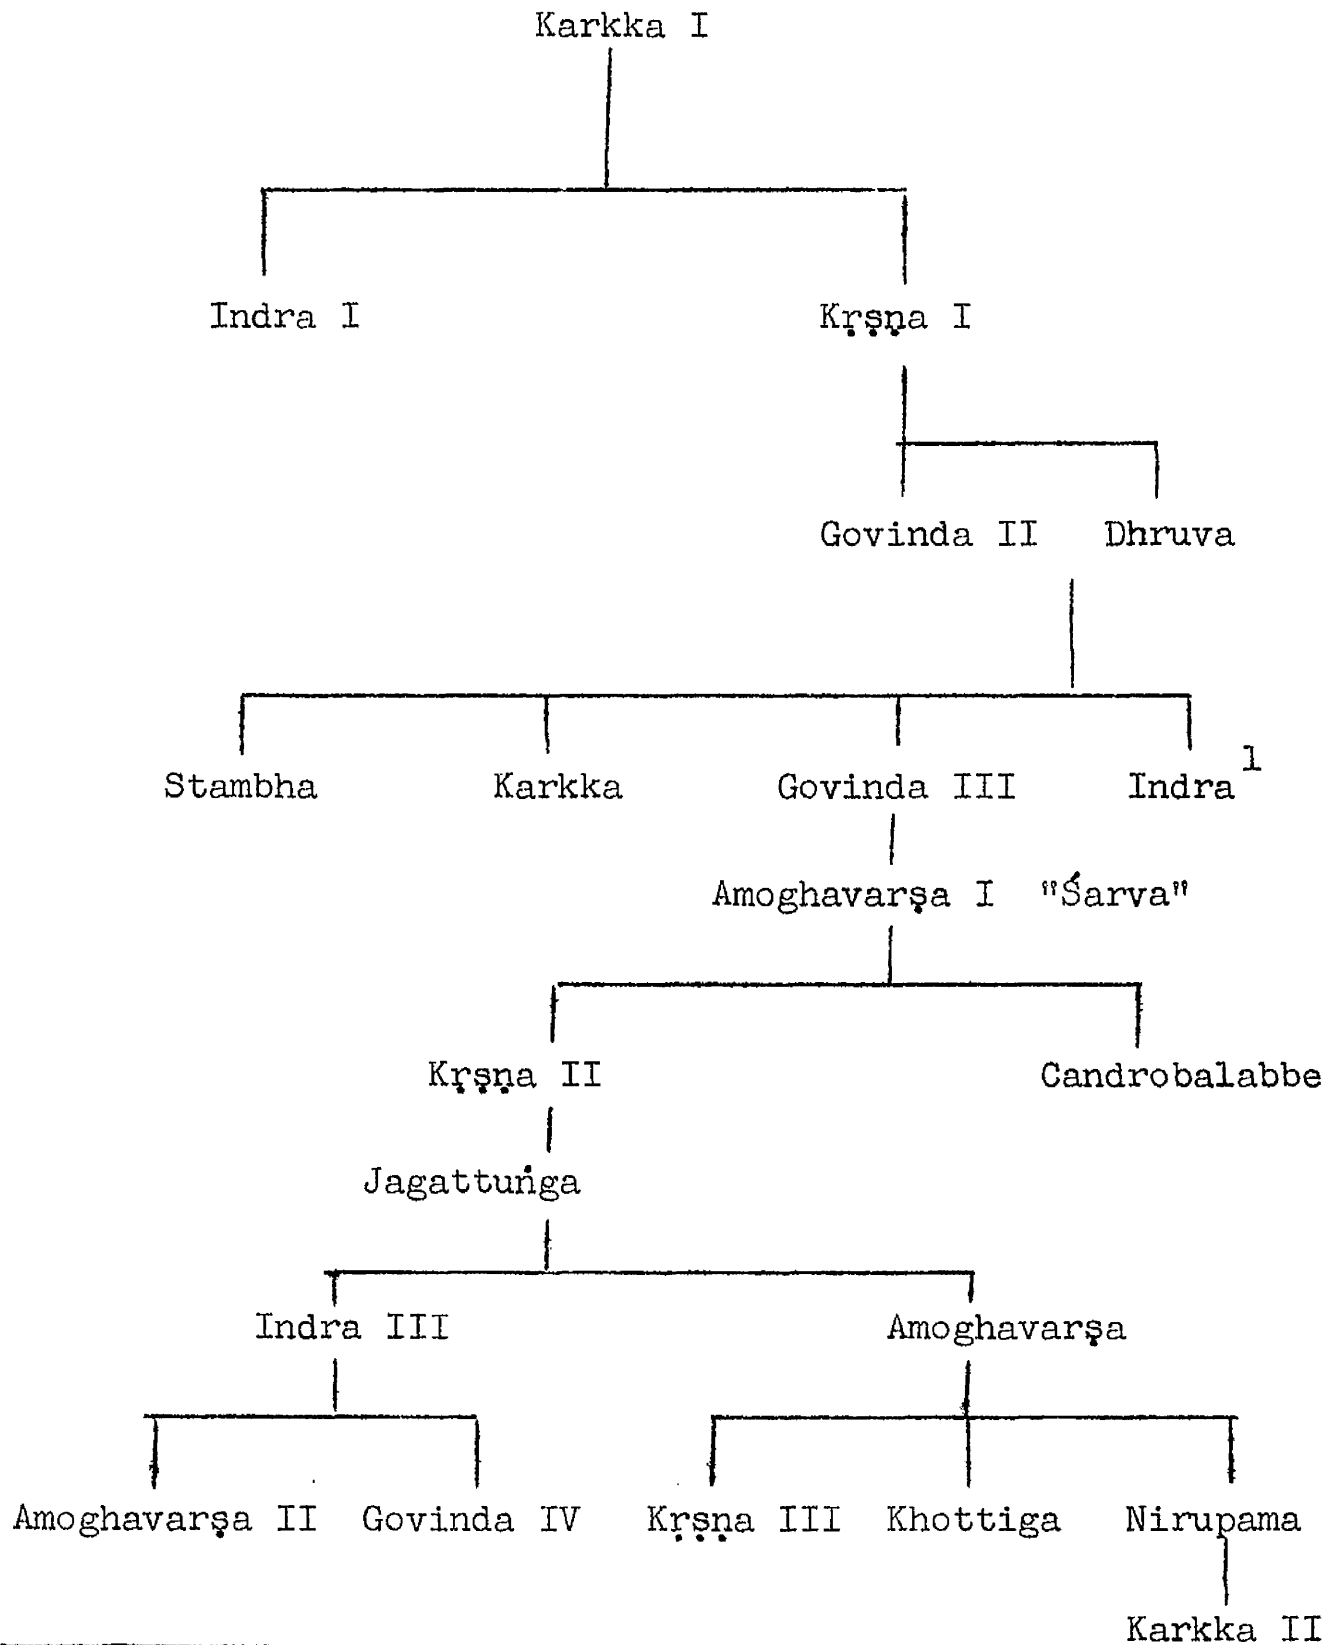 Karkka I
Indra I Kṛṣṇa I
Govinda II Dhruva
Stambha Karkka Govinda III Indra 1
Amoghavarṣa I "Śarva"
Kṛṣṇa II Candrobalabbe
Jagattuṅga
Indra III Amoghavarṣa
Amoghavarṣa II Govinda IV Kṛṣṇa III Khottiga Nirupama
Karkka II